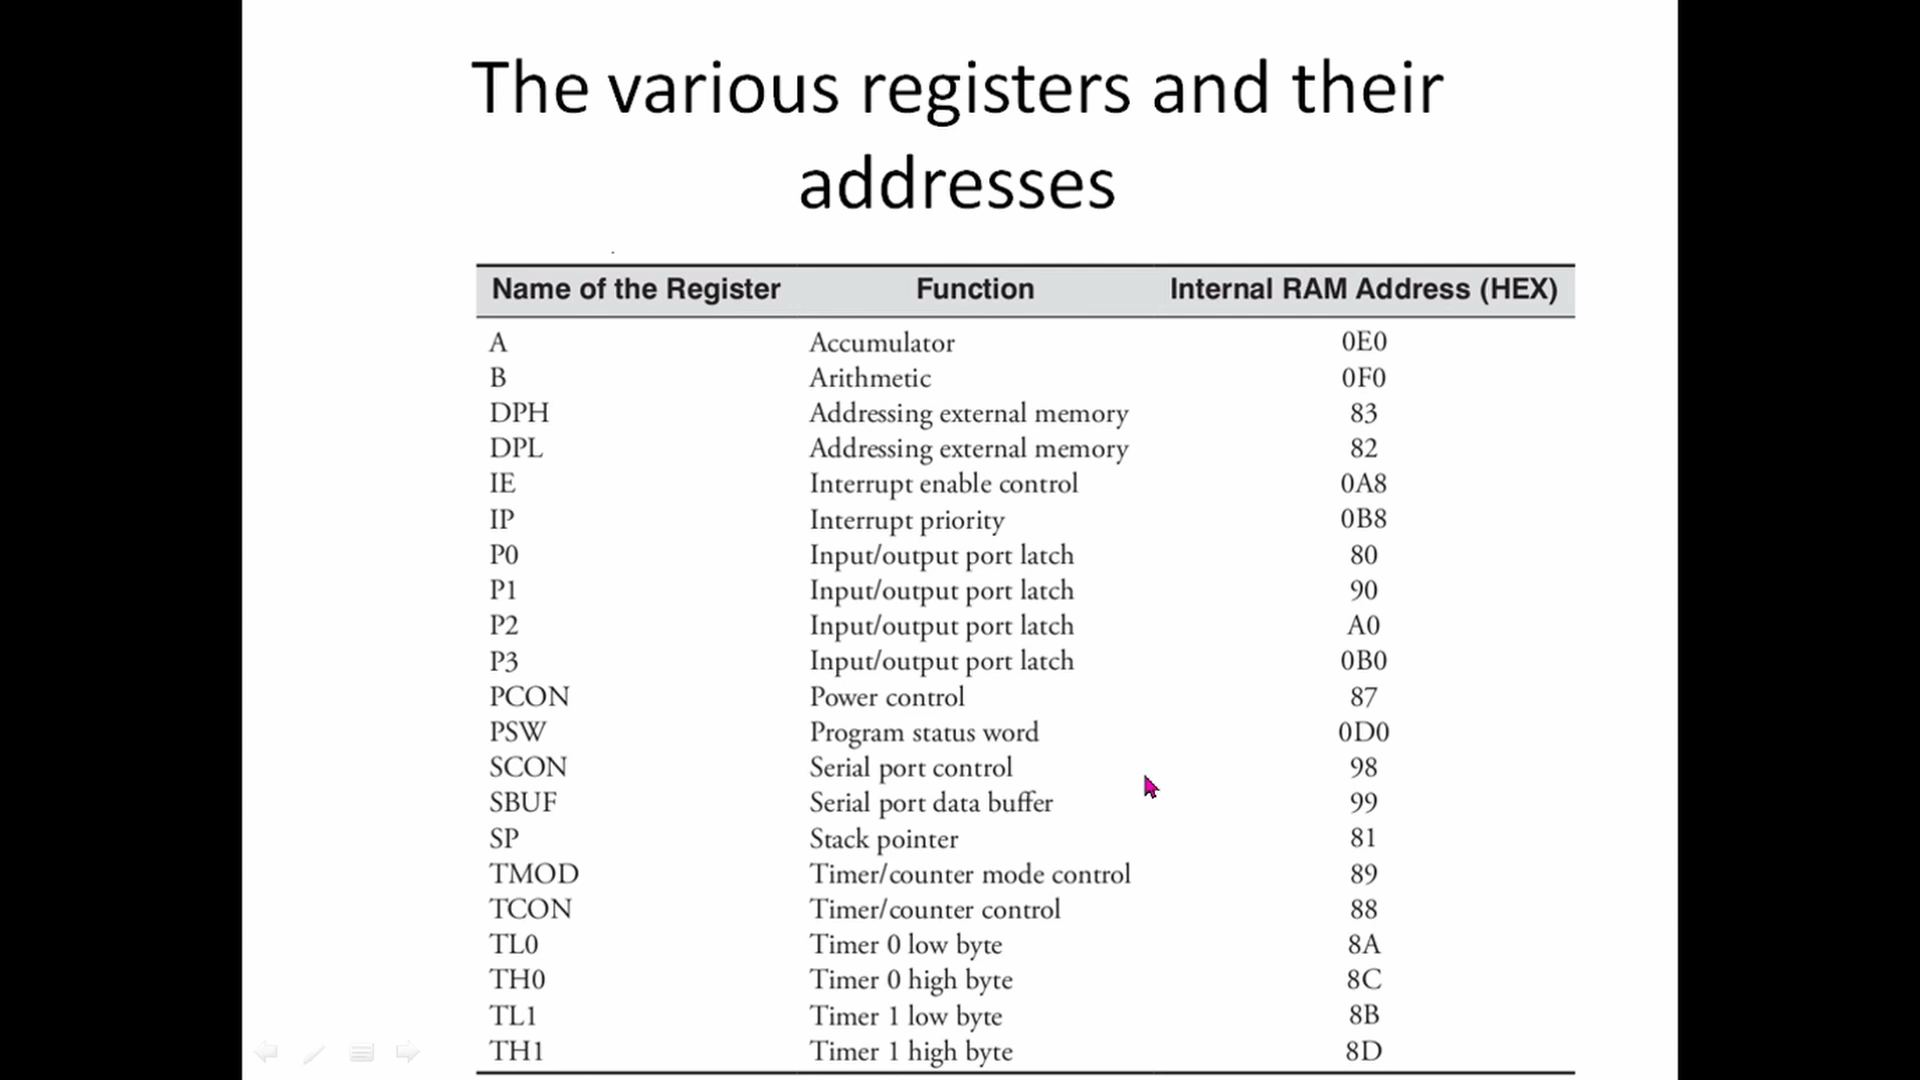 The various registers and their
addresses
Name of the Register Function Internal RAM Address (HEX)
A Accumulator 0E0
B Arithmetic 0F0
DPH Addressing external memory 83
DPL Addressing external memory 82
IE Interrupt enable control 0A8
IP Interrupt priority 0B8
P0 Input/output port latch 80
P1 Input/output port latch 90
P2 Input/output port latch A0
P3 Input/output port latch 0B0
PCON Power control 87
PSW Program status word 0D0
SCON Serial port control 98
SBUF Serial port data buffer 99
SP Stack pointer 81
TMOD Timer/counter mode control 89
TCON Timer/counter control 88
TL0 Timer 0 low byte 8A
TH0 Timer 0 high byte 8C
TL1 Timer 1 low byte 8B
TH1 Timer 1 high byte 8D